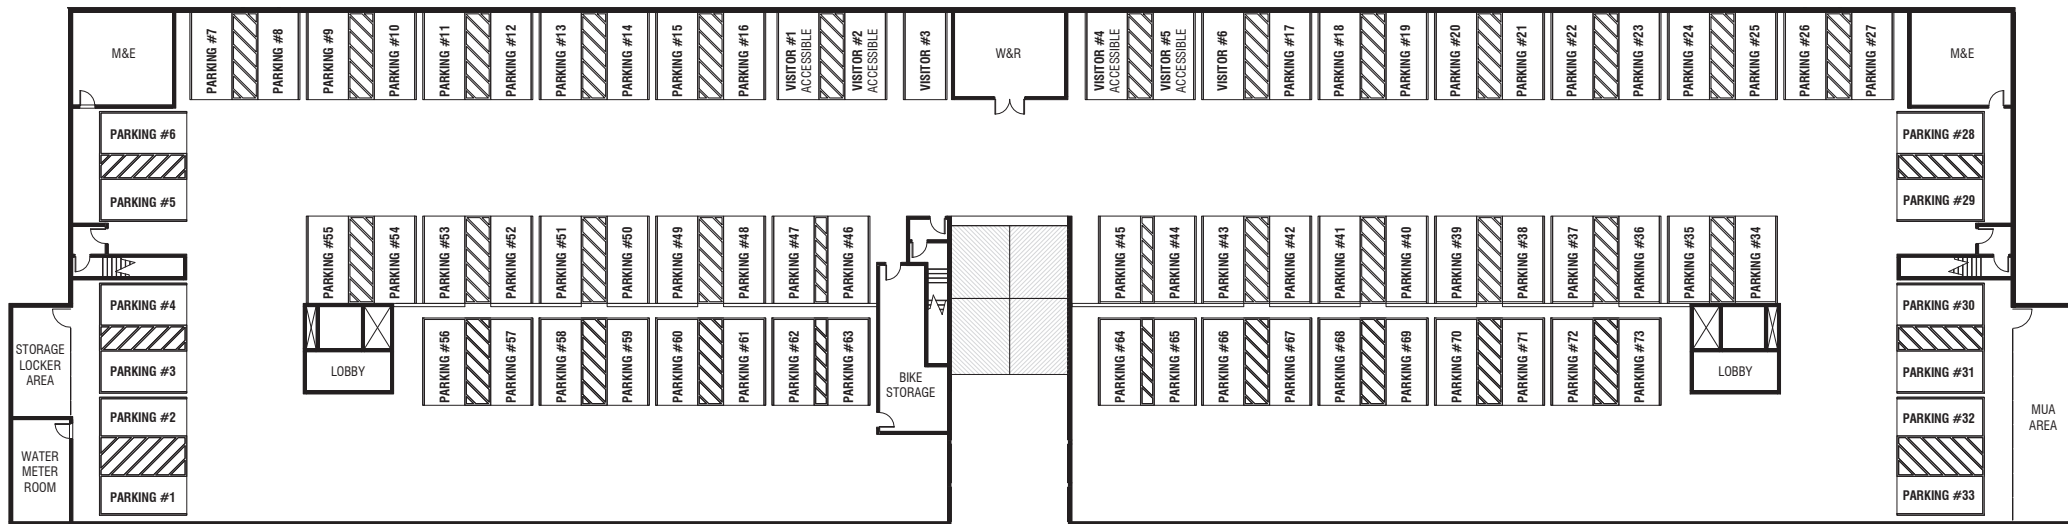 M&E
PARKING #7
PARKING #8
PARKING #9
PARKING #10
PARKING #11
PARKING #12
PARKING #13
PARKING #14
PARKING #15
PARKING #16
VISITOR #1
ACCESSIBLE
VISITOR #2
ACCESSIBLE
VISITOR #3
W&R
VISITOR #4
ACCESSIBLE
VISITOR #5
ACCESSIBLE
VISITOR #6
PARKING #17
PARKING #18
PARKING #19
PARKING #20
PARKING #21
PARKING #22
PARKING #23
PARKING #24
PARKING #25
PARKING #26
PARKING #27
M&E
PARKING #6
PARKING #5
PARKING #28
PARKING #29
PARKING #55
PARKING #54
PARKING #53
PARKING #52
PARKING #51
PARKING #50
PARKING #49
PARKING #48
PARKING #47
PARKING #46
PARKING #45
PARKING #44
PARKING #43
PARKING #42
PARKING #41
PARKING #40
PARKING #39
PARKING #38
PARKING #37
PARKING #36
PARKING #35
PARKING #34
PARKING #4
PARKING #3
PARKING #30
PARKING #31
STORAGE
LOCKER
AREA
LOBBY
PARKING #56
PARKING #57
PARKING #58
PARKING #59
PARKING #60
PARKING #61
PARKING #62
PARKING #63
BIKE
STORAGE
PARKING #64
PARKING #65
PARKING #66
PARKING #67
PARKING #68
PARKING #69
PARKING #70
PARKING #71
PARKING #72
PARKING #73
LOBBY
PARKING #2
PARKING #1
PARKING #32
PARKING #33
MUA
AREA
WATER
METER
ROOM